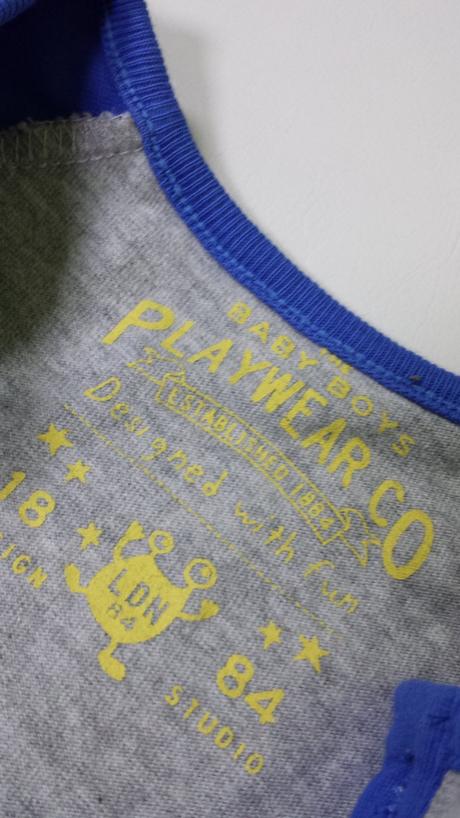 BABY BOYS
PLAYWEAR CO
ESTABLISHED 1884
Designed with fun
18 84
LDN
84
STUDIO